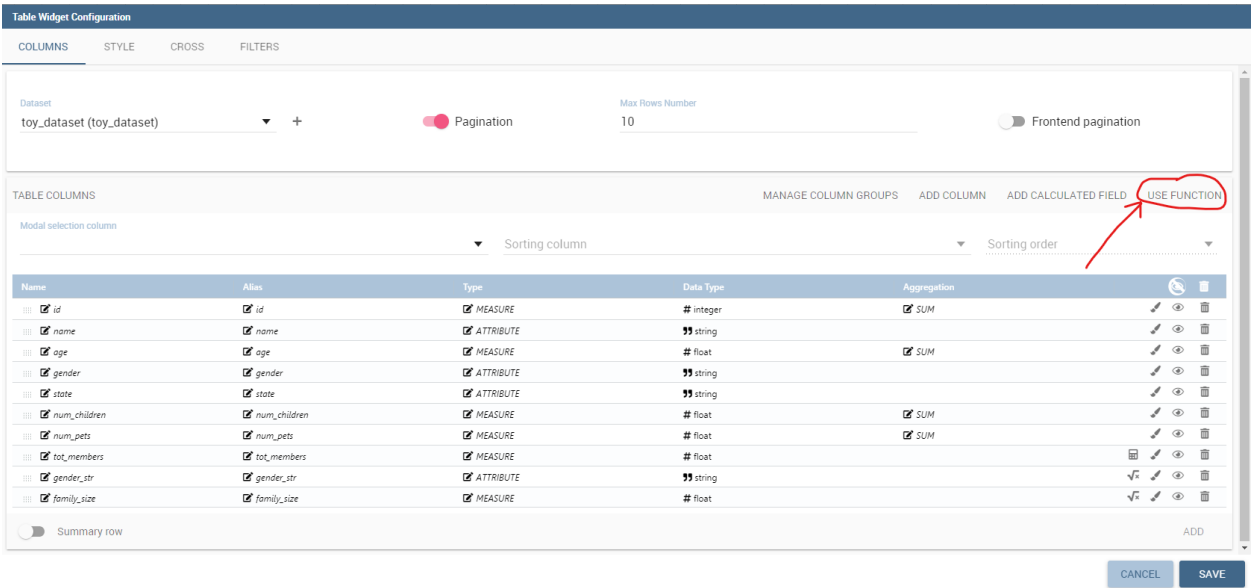 Table Widget Configuration
COLUMNS STYLE CROSS FILTERS
Dataset Max Rows Number
toy_dataset (toy_dataset) + Pagination 10 Frontend pagination
TABLE COLUMNS MANAGE COLUMN GROUPS ADD COLUMN ADD CALCULATED FIELD USE FUNCTION
Modal selection column
Sorting column Sorting order
Name Alias Type Data Type Aggregation
id id MEASURE # integer SUM
name name ATTRIBUTE string
age age MEASURE # float SUM
gender gender ATTRIBUTE string
state state ATTRIBUTE string
num_children num_children MEASURE # float SUM
num_pets num_pets MEASURE # float SUM
tot_members tot_members MEASURE # float
gender_str gender_str ATTRIBUTE string
family_size family_size MEASURE # float
Summary row ADD
CANCEL SAVE